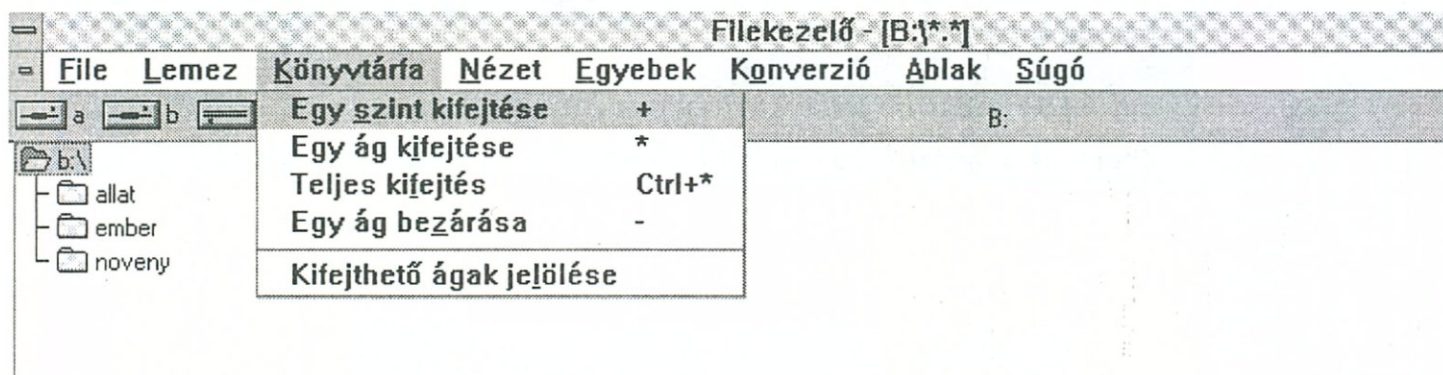 Filekezelő - [B:\*.*]
File Lemez Könyvtárfa Nézet Egyebek Konverzió Ablak Súgó
a b B:
Egy szint kifejtése +
Egy ág kifejtése *
Teljes kifejtés Ctrl+*
Egy ág bezárása -
Kifejthető ágak jelölése
b:\
allat
ember
noveny